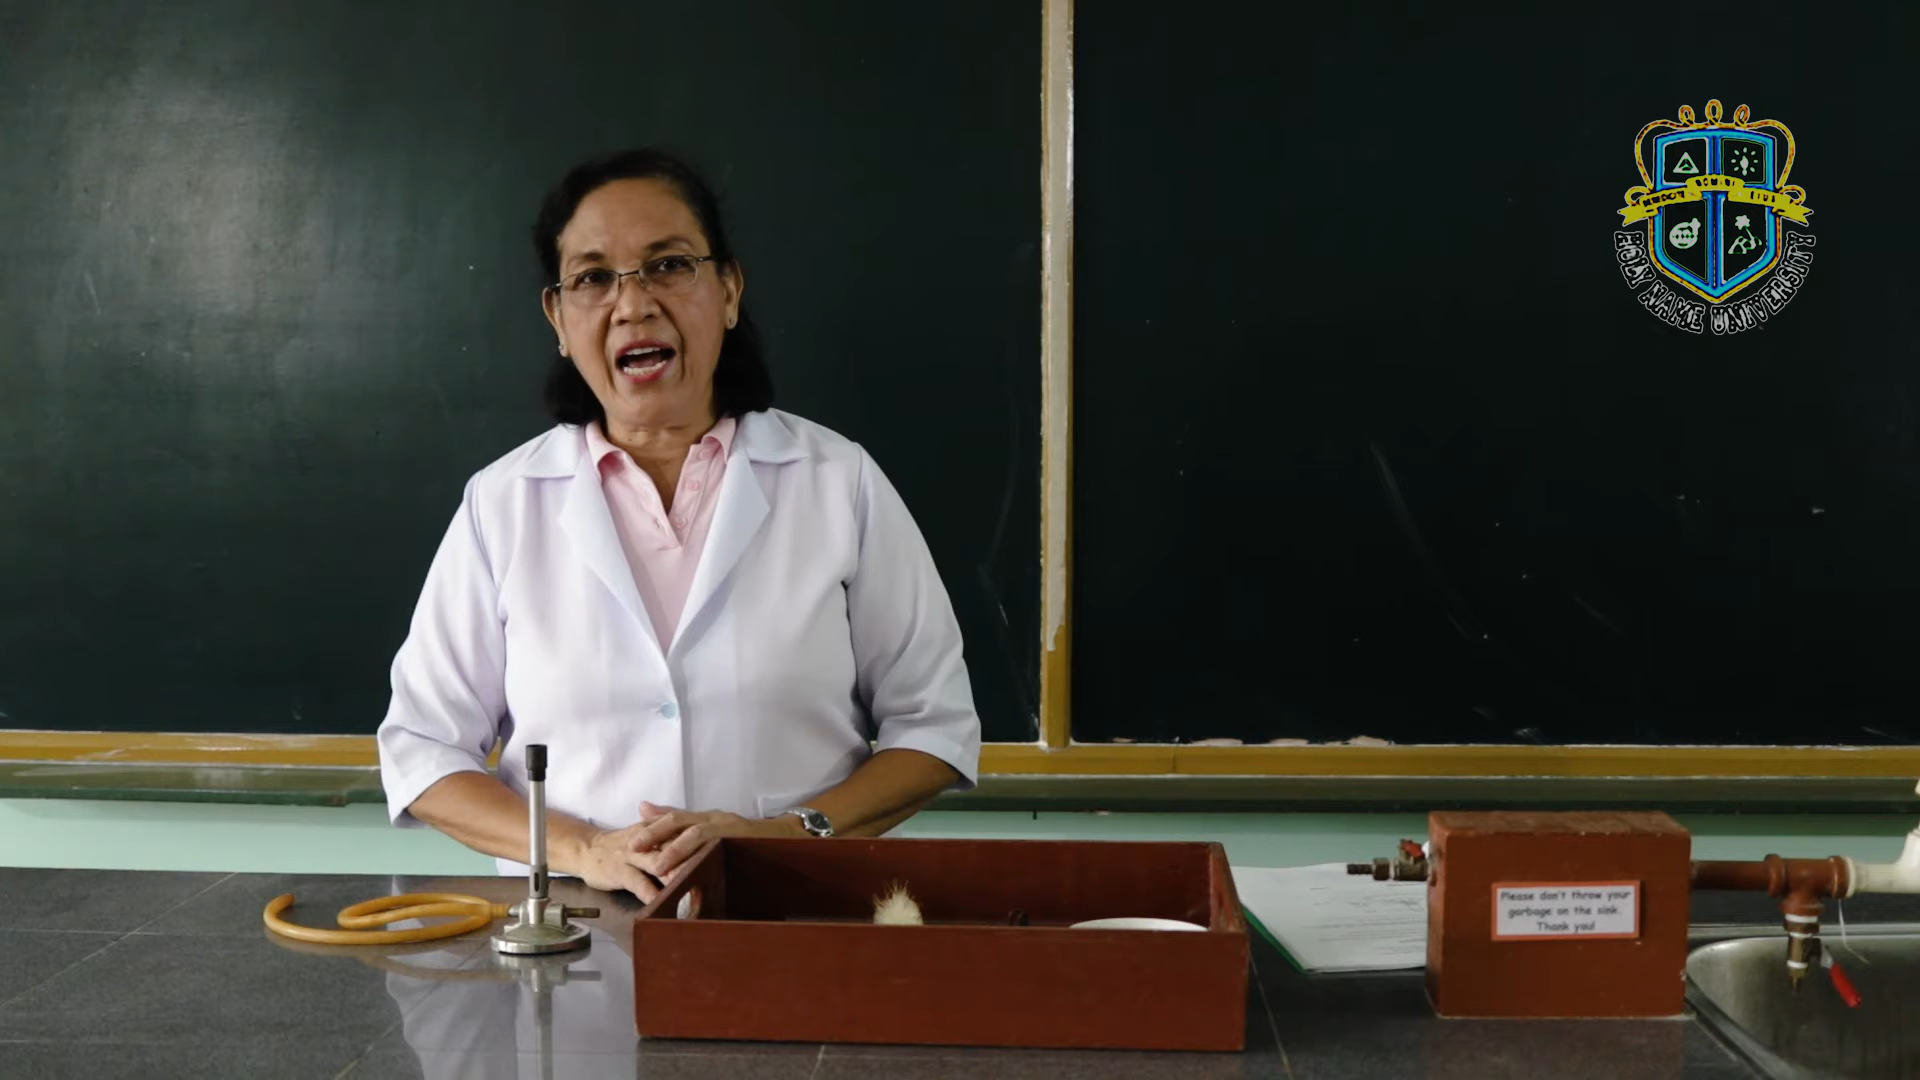 HOLY NAME UNIVERSITY
Please don't throw your
garbage on the sink.
Thank you!